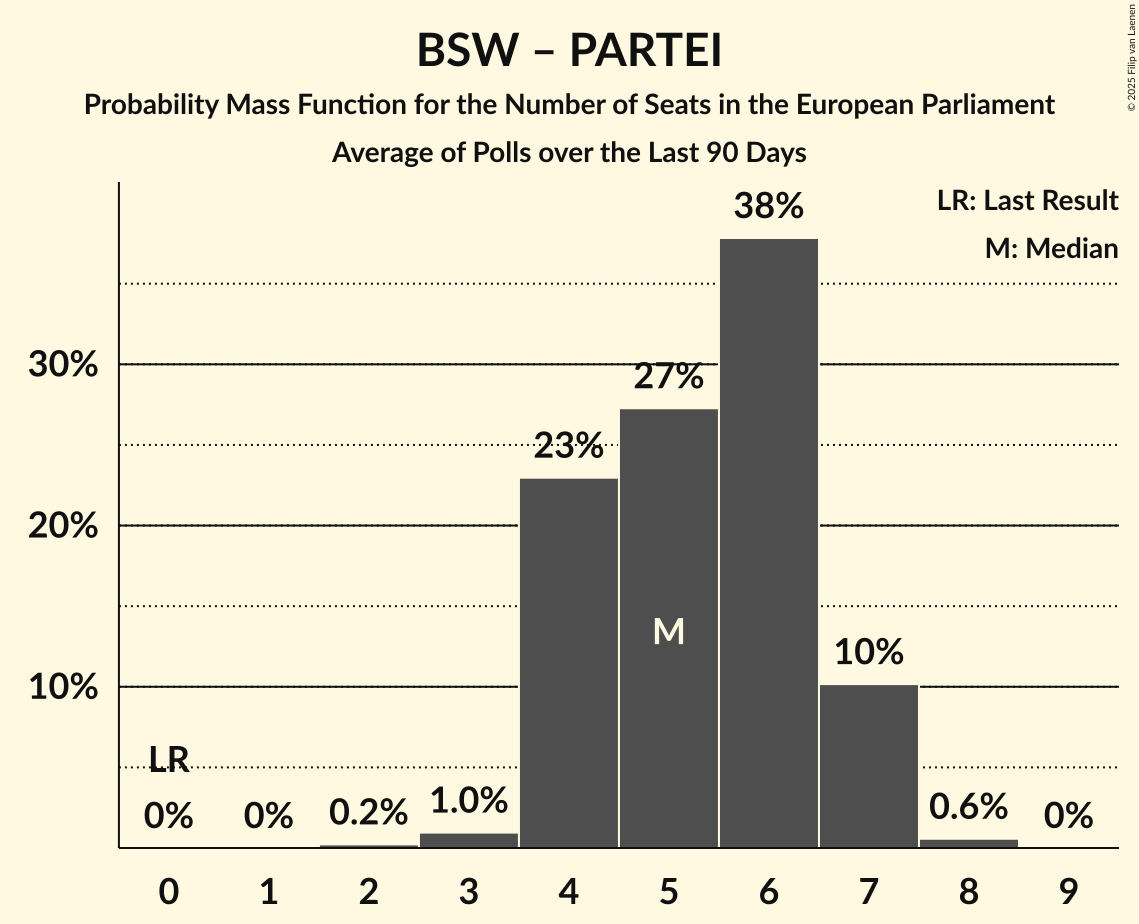 BSW – PARTEI
Probability Mass Function for the Number of Seats in the European Parliament
Average of Polls over the Last 90 Days
© 2025 Filip van Laenen
LR: Last Result
M: Median
38%
30%
27%
23%
20%
M
10%
10%
LR
0%
0%
0.2%
1.0%
0.6%
0%
0 1 2 3 4 5 6 7 8 9